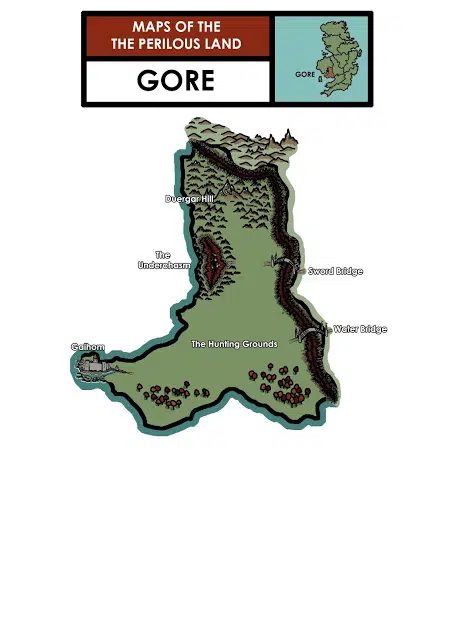 MAPS OF THE
THE PERILOUS LAND
GORE
GORE
Duergar Hill
The
Underchasm
Sword Bridge
Water Bridge
Galhom
The Hunting Grounds